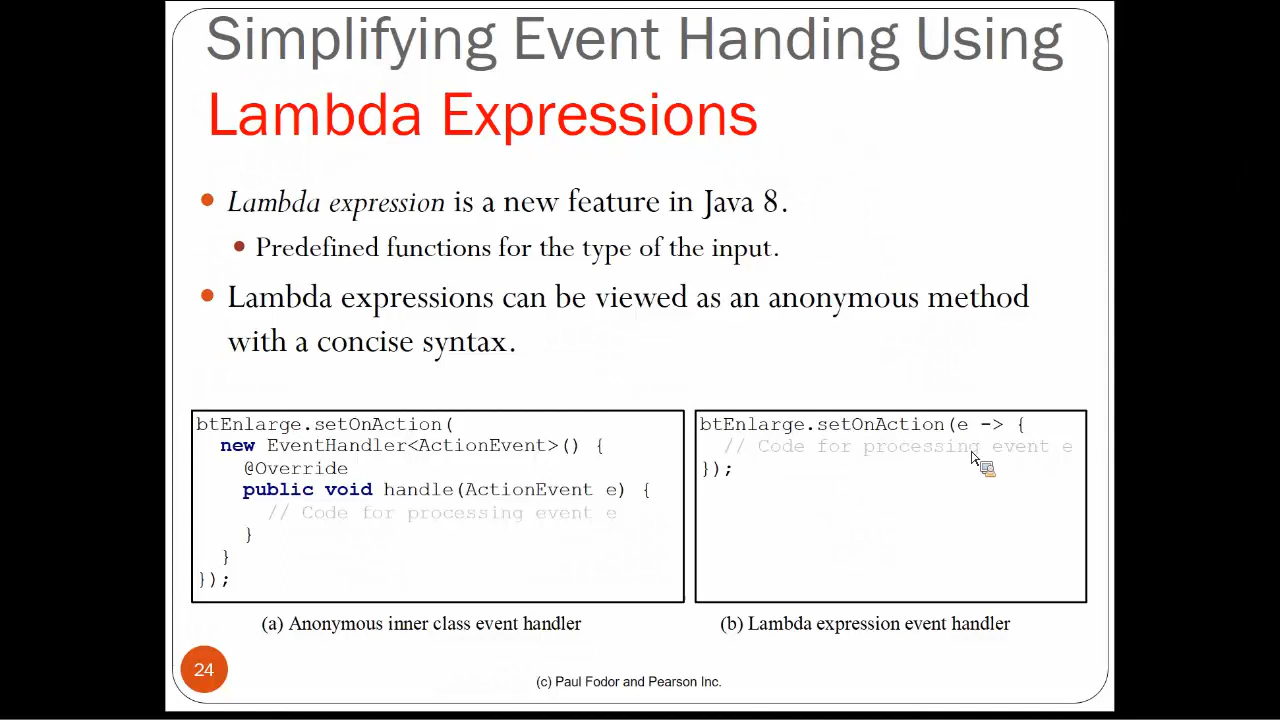 Simplifying Event Handing Using
Lambda Expressions
• Lambda expression is a new feature in Java 8.
• Predefined functions for the type of the input.
• Lambda expressions can be viewed as an anonymous method
with a concise syntax.
btEnlarge.setOnAction(
new EventHandler<ActionEvent>() {
@Override
public void handle(ActionEvent e) {
// Code for processing event e
}
}
});
(a) Anonymous inner class event handler
btEnlarge.setOnAction(e -> {
// Code for processing event e
});
(b) Lambda expression event handler
24
(c) Paul Fodor and Pearson Inc.